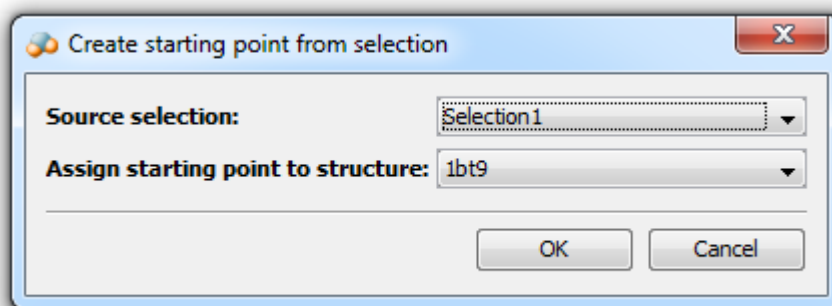 Create starting point from selection
Source selection: Selection1
Assign starting point to structure: 1bt9
OK Cancel